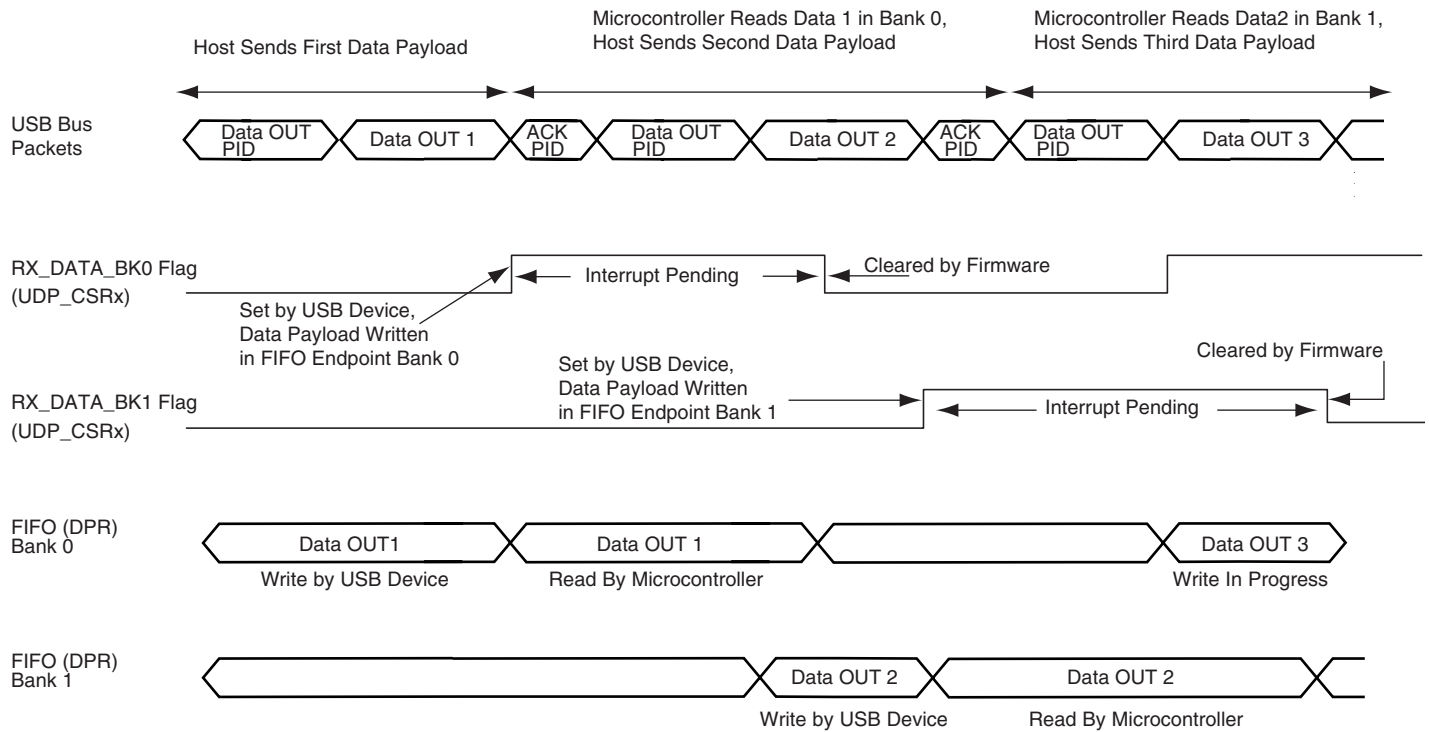 Host Sends First Data Payload
Microcontroller Reads Data 1 in Bank 0,
Host Sends Second Data Payload
Microcontroller Reads Data2 in Bank 1,
Host Sends Third Data Payload
USB Bus
Packets
Data OUT
PID
Data OUT 1
ACK
PID
Data OUT
PID
Data OUT 2
ACK
PID
Data OUT
PID
Data OUT 3
RX_DATA_BK0 Flag
(UDP_CSRx)
Interrupt Pending
Cleared by Firmware
Set by USB Device,
Data Payload Written
in FIFO Endpoint Bank 0
RX_DATA_BK1 Flag
(UDP_CSRx)
Set by USB Device,
Data Payload Written
in FIFO Endpoint Bank 1
Interrupt Pending
Cleared by Firmware
FIFO (DPR)
Bank 0
Data OUT1
Data OUT 1
Data OUT 3
Write by USB Device
Read By Microcontroller
Write In Progress
FIFO (DPR)
Bank 1
Data OUT 2
Data OUT 2
Write by USB Device
Read By Microcontroller